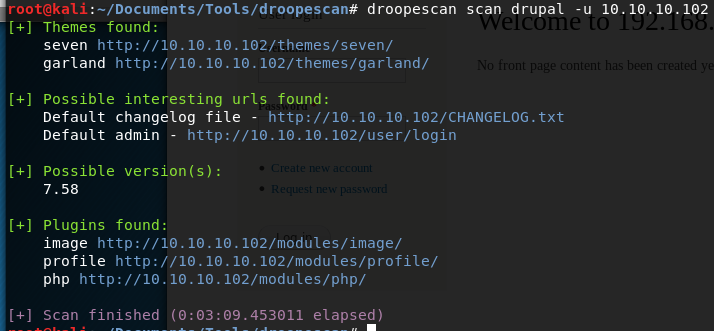 root@kali:~/Documents/Tools/droopescan# droopescan scan drupal -u 10.10.10.102
[+] Themes found:
seven http://10.10.10.102/themes/seven/
garland http://10.10.10.102/themes/garland/
[+] Possible interesting urls found:
Default changelog file - http://10.10.10.102/CHANGELOG.txt
Default admin - http://10.10.10.102/user/login
[+] Possible version(s):
7.58
[+] Plugins found:
image http://10.10.10.102/modules/image/
profile http://10.10.10.102/modules/profile/
php http://10.10.10.102/modules/php/
[+] Scan finished (0:03:09.453011 elapsed)
root@kali:~/Documents/Tools/droopescan#
User login
Welcome to 192.168.
No front page content has been created ye
Password
Create new account
Request new password
Log in